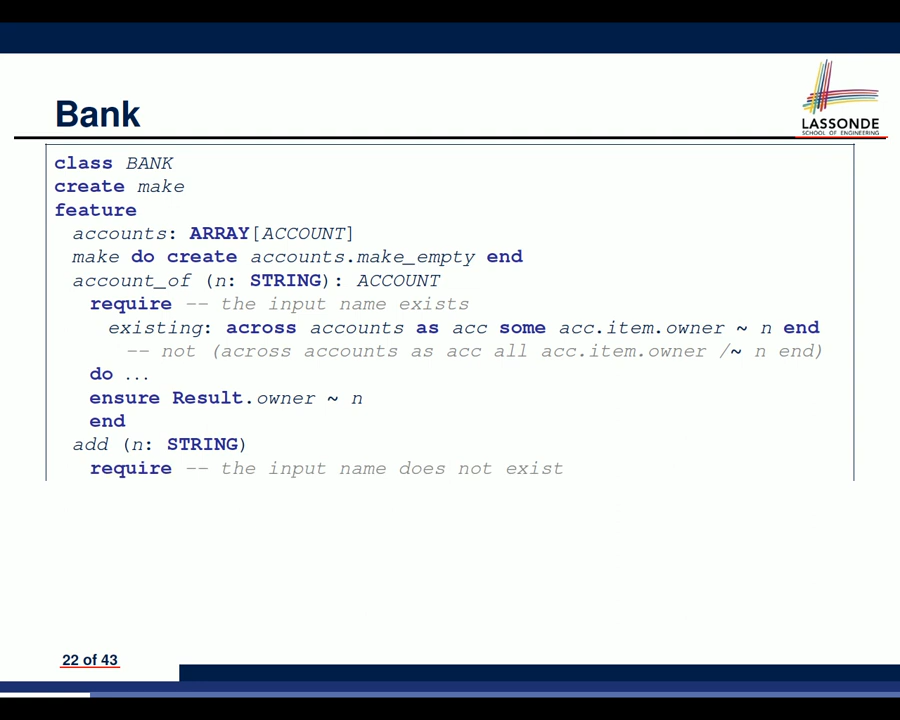 Bank
LASSONDE
SCHOOL OF ENGINEERING
class BANK
create make
feature
accounts: ARRAY[ACCOUNT]
make do create accounts.make_empty end
account_of (n: STRING): ACCOUNT
require -- the input name exists
existing: across accounts as acc some acc.item.owner ~ n end
-- not (across accounts as acc all acc.item.owner /~ n end)
do ...
ensure Result.owner ~ n
end
add (n: STRING)
require -- the input name does not exist
22 of 43